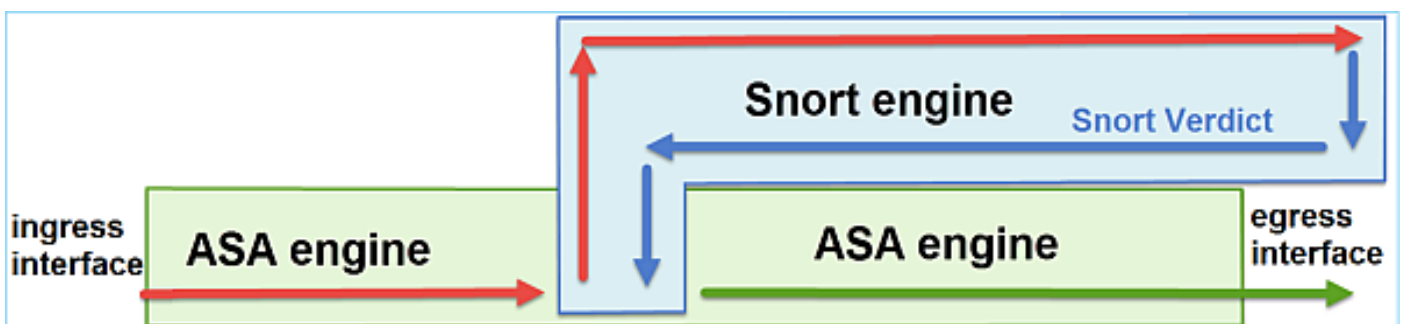 Snort engine
Snort Verdict
ingress
interface
ASA engine
ASA engine
egress
interface